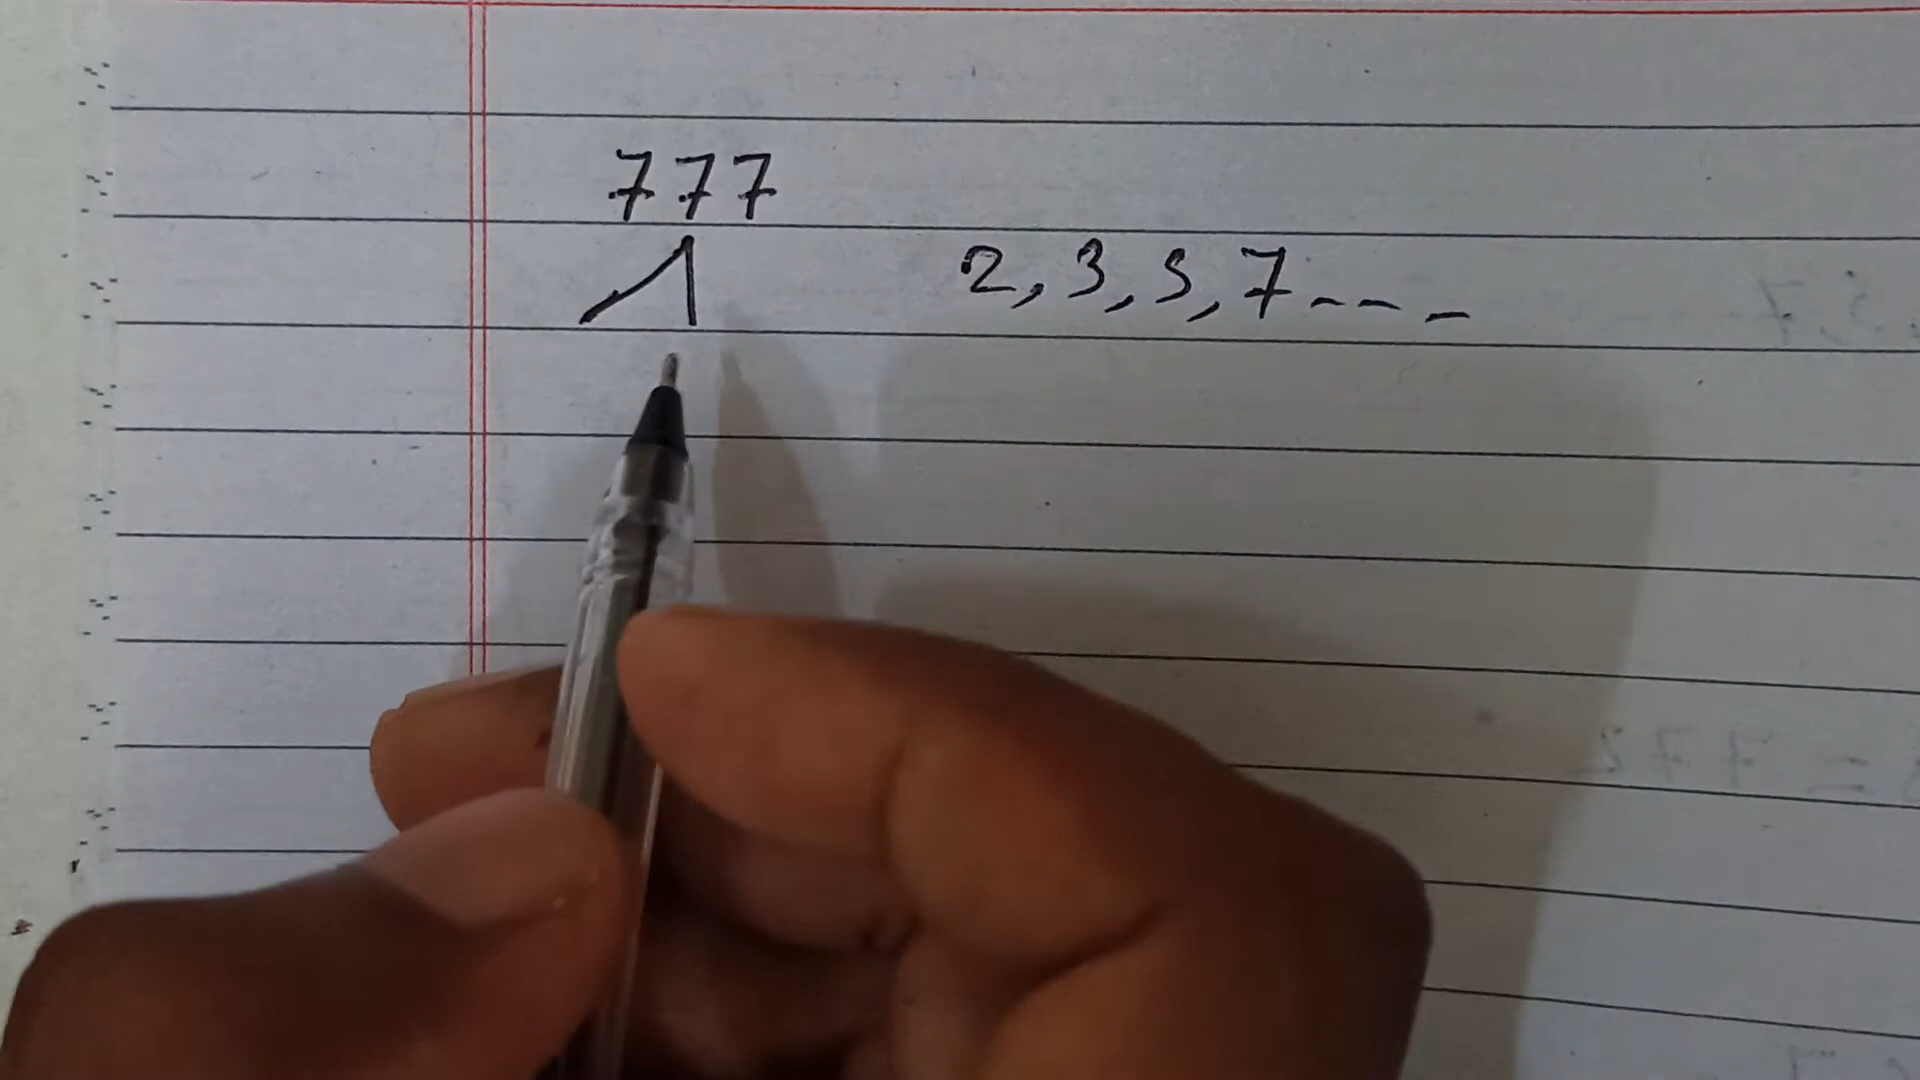 777
2, 3, 5, 7 - - - -